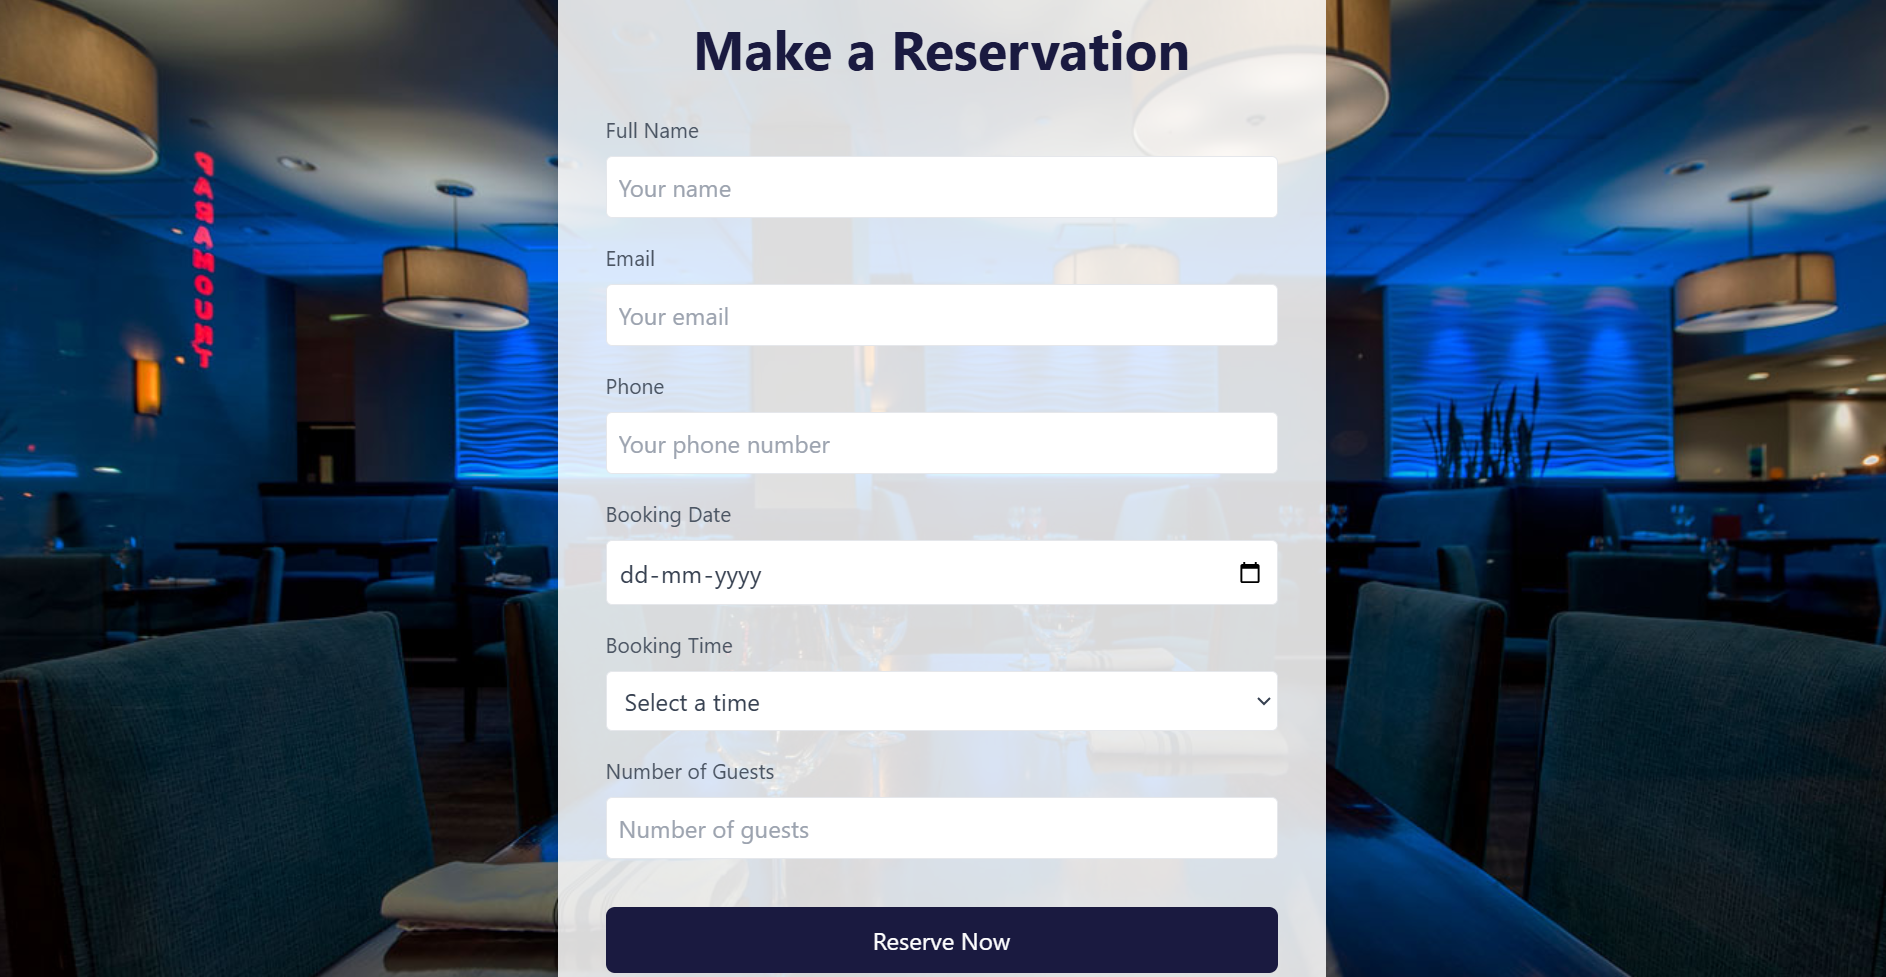 Make a Reservation
Full Name
Your name
Email
Your email
Phone
Your phone number
Booking Date
dd-mm-yyyy
Booking Time
Select a time
Number of Guests
Number of guests
Reserve Now
PARAMOUNT